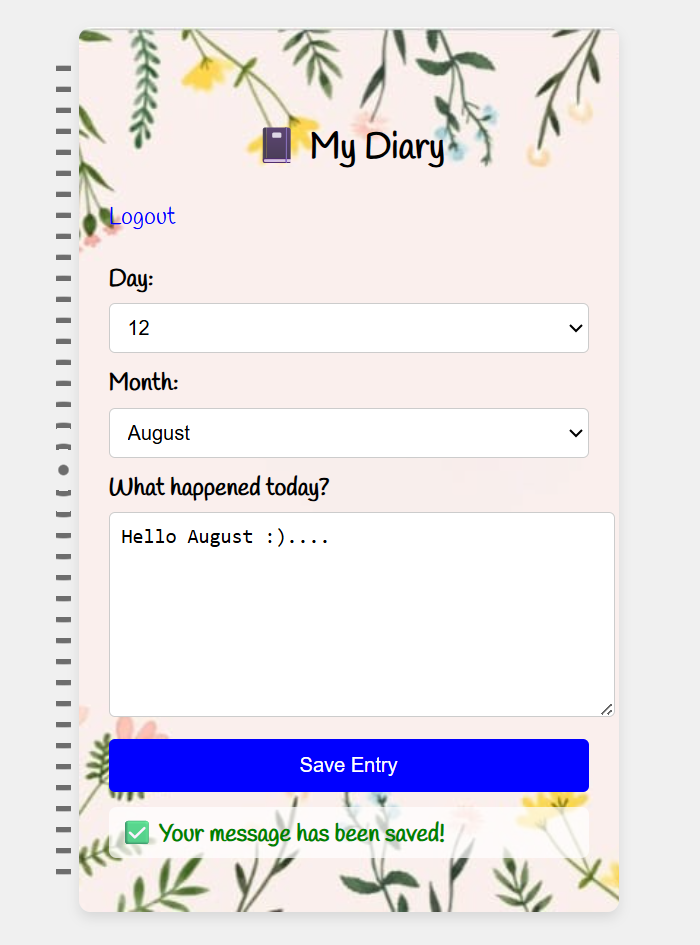 My Diary
Logout
Day:
12
Month:
August
What happened today?
Hello August :)....
Save Entry
Your message has been saved!